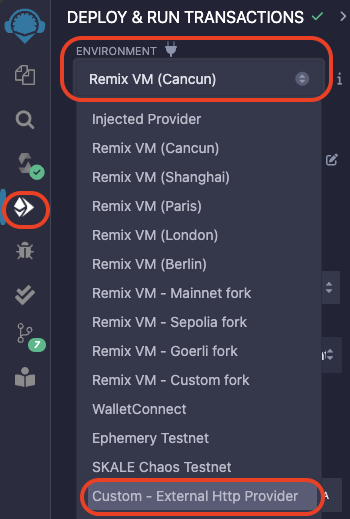 DEPLOY & RUN TRANSACTIONS
ENVIRONMENT
Remix VM (Cancun)
i
Injected Provider
Remix VM (Cancun)
Remix VM (Shanghai)
Remix VM (Paris)
Remix VM (London)
Remix VM (Berlin)
Remix VM - Mainnet fork
Remix VM - Sepolia fork
Remix VM - Goerli fork
Remix VM - Custom fork
7
WalletConnect
Ephemery Testnet
SKALE Chaos Testnet
Custom - External Http Provider
A